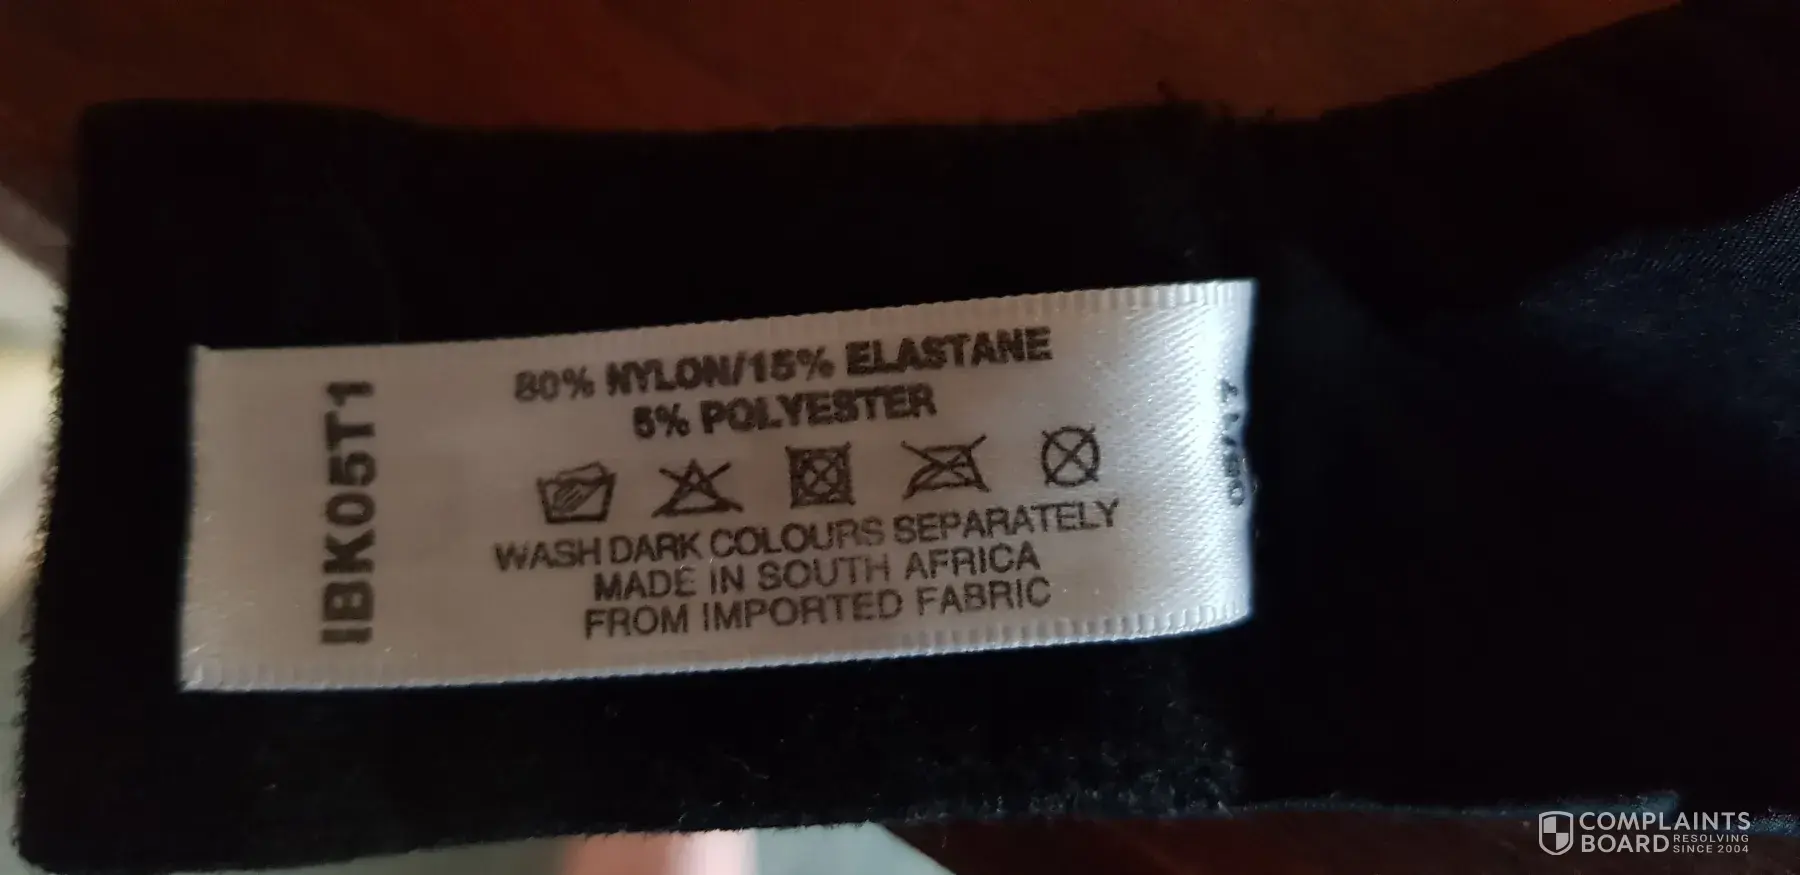 IBK05T1
80% NYLON/15% ELASTANE
5% POLYESTER
WASH DARK COLOURS SEPARATELY
MADE IN SOUTH AFRICA
FROM IMPORTED FABRIC
COMPLAINTS
BOARD RESOLVING
SINCE 2004